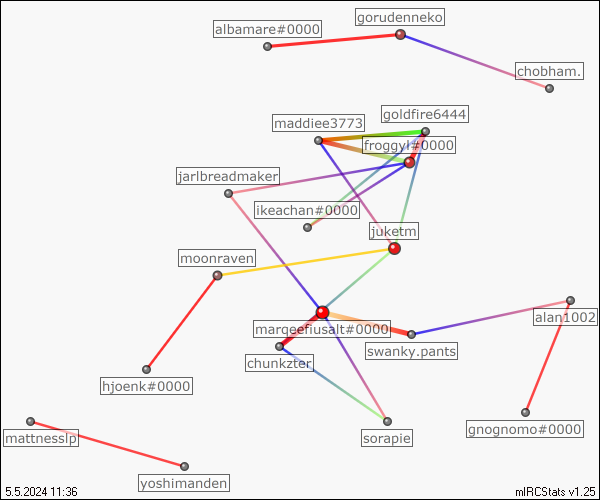 gorudenneko
albamare#0000
chobham.
goldfire6444
maddiee3773
froggyl#0000
jarlbreadmaker
ikeachan#0000
juketm
moonraven
alan1002
marqeefiusalt#0000
swanky.pants
chunkzter
hjoenk#0000
gnognomo#0000
mattnesslp
sorapie
yoshimanden
5.5.2024 11:36
mIRCStats v1.25